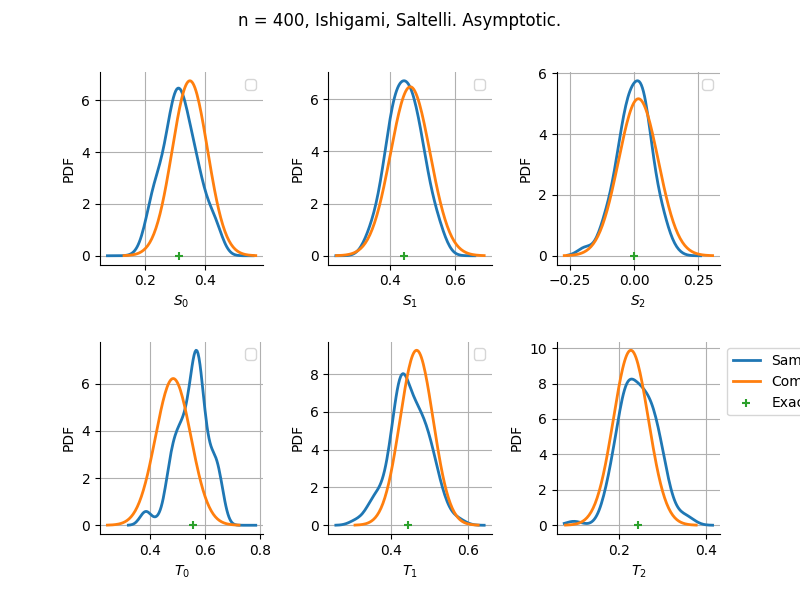 n = 400, Ishigami, Saltelli. Asymptotic.
PDF
6
4
2
0
0.2
0.4
S₀
PDF
6
4
2
0
0.4
0.6
S₁
PDF
6
4
2
0
−0.25
0.00
0.25
S₂
PDF
6
4
2
0
0.4
0.6
0.8
T₀
PDF
8
6
4
2
0
0.4
0.6
T₁
PDF
10
8
6
4
2
0
0.2
0.4
T₂
Sam
Com
Exac